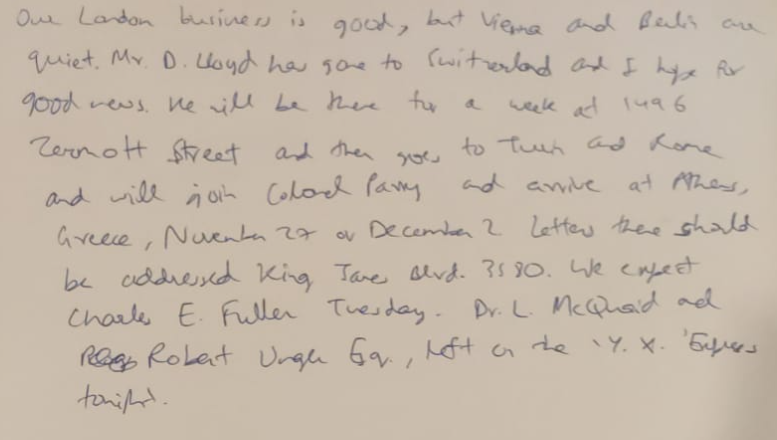 Our London business is good, but Vienna and Berlin are
quiet. Mr. D. Lloyd has gone to Switzerland and I hope for
good news. He will be there for a week at 1496
Zermott Street and then goes to Turin and Rome
and will join Colonel Parry and arrive at Athens,
Greece, November 27 or December 2 Letters there should
be addressed King James Blvd. 3580. We expect
Charles E. Fuller Tuesday. Dr. L. McQuaid and
Robert Unger Esq., left on the 'Y. X. Express
tonight.